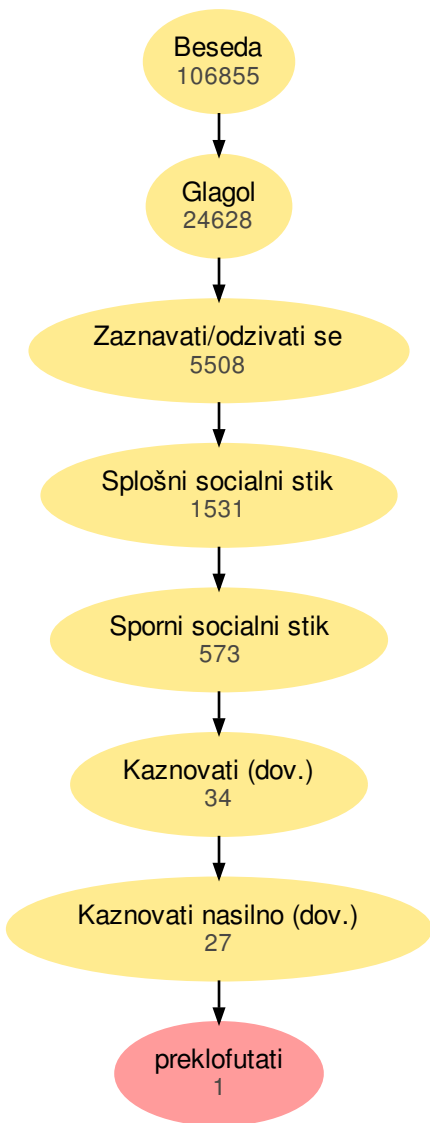 Beseda
106855
Glagol
24628
Zaznavati/odzivati se
5508
Splošni socialni stik
1531
Sporni socialni stik
573
Kaznovati (dov.)
34
Kaznovati nasilno (dov.)
27
preklofutati
1